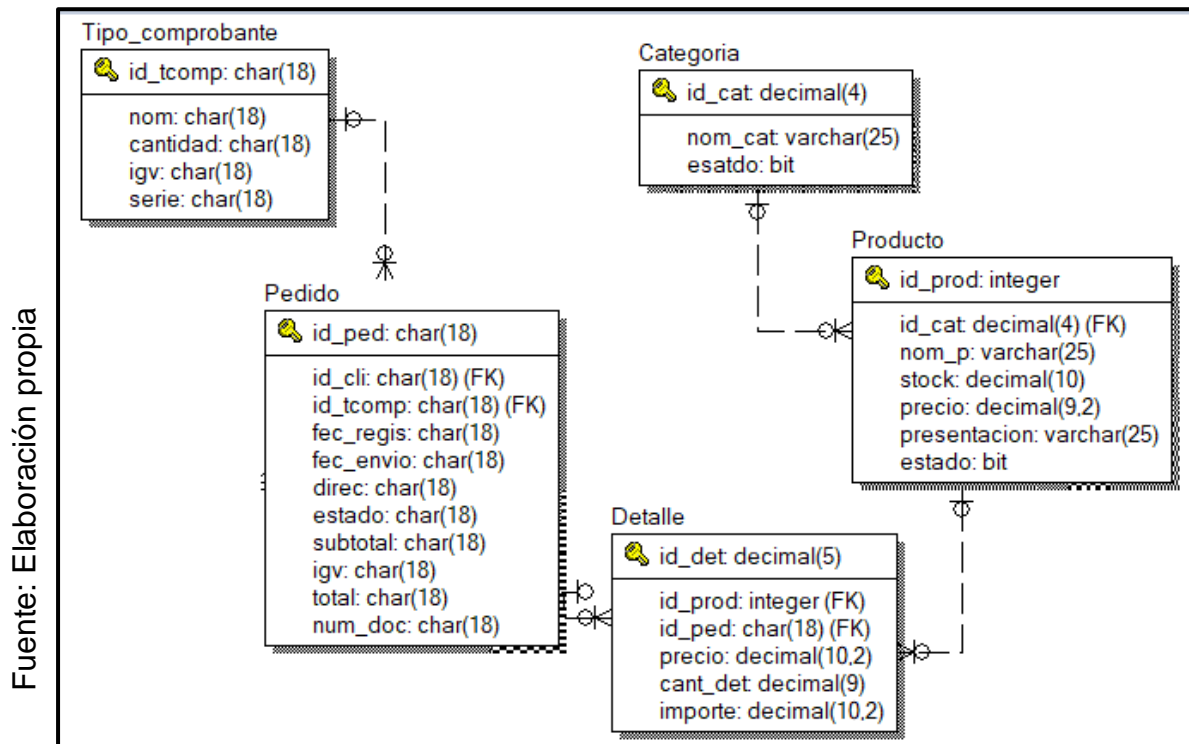 Fuente: Elaboración propia
Tipo_comprobante
id_tcomp: char(18)
nom: char(18)
cantidad: char(18)
igv: char(18)
serie: char(18)
Categoria
id_cat: decimal(4)
nom_cat: varchar(25)
esatdo: bit
Producto
id_prod: integer
id_cat: decimal(4) (FK)
nom_p: varchar(25)
stock: decimal(10)
precio: decimal(9,2)
presentacion: varchar(25)
estado: bit
Pedido
id_ped: char(18)
id_cli: char(18) (FK)
id_tcomp: char(18) (FK)
fec_regis: char(18)
fec_envio: char(18)
direc: char(18)
estado: char(18)
subtotal: char(18)
igv: char(18)
total: char(18)
num_doc: char(18)
Detalle
id_det: decimal(5)
id_prod: integer (FK)
id_ped: char(18) (FK)
precio: decimal(10,2)
cant_det: decimal(9)
importe: decimal(10,2)